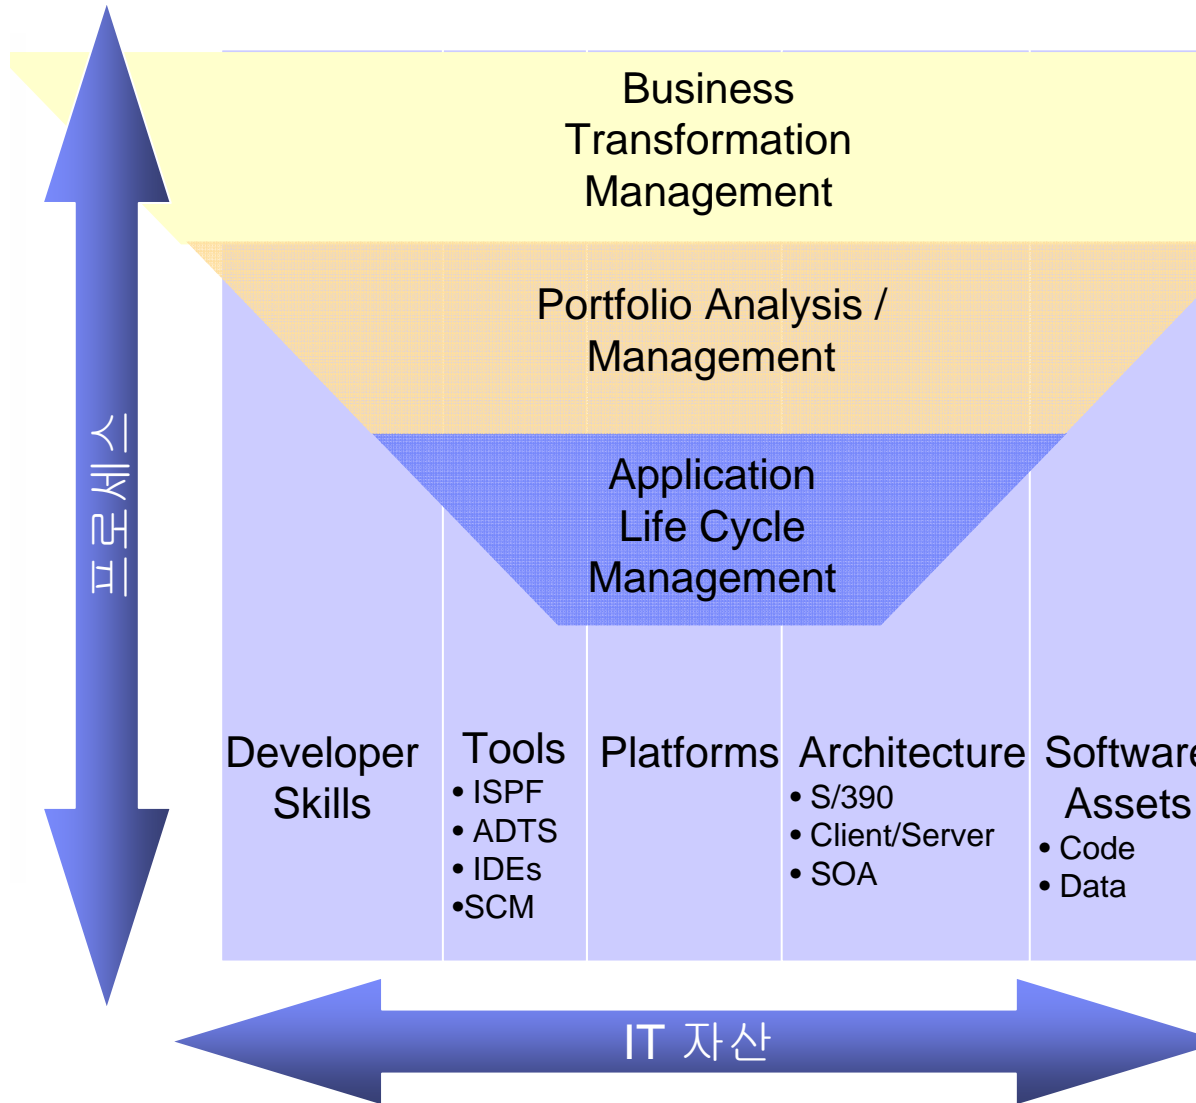 Business
Transformation
Management
Portfolio Analysis /
Management
Application
Life Cycle
Management
프로세스
Developer
Skills
Tools
• ISPF
• ADTS
• IDEs
•SCM
Platforms
Architecture
• S/390
• Client/Server
• SOA
Software
Assets
• Code
• Data
IT 자산